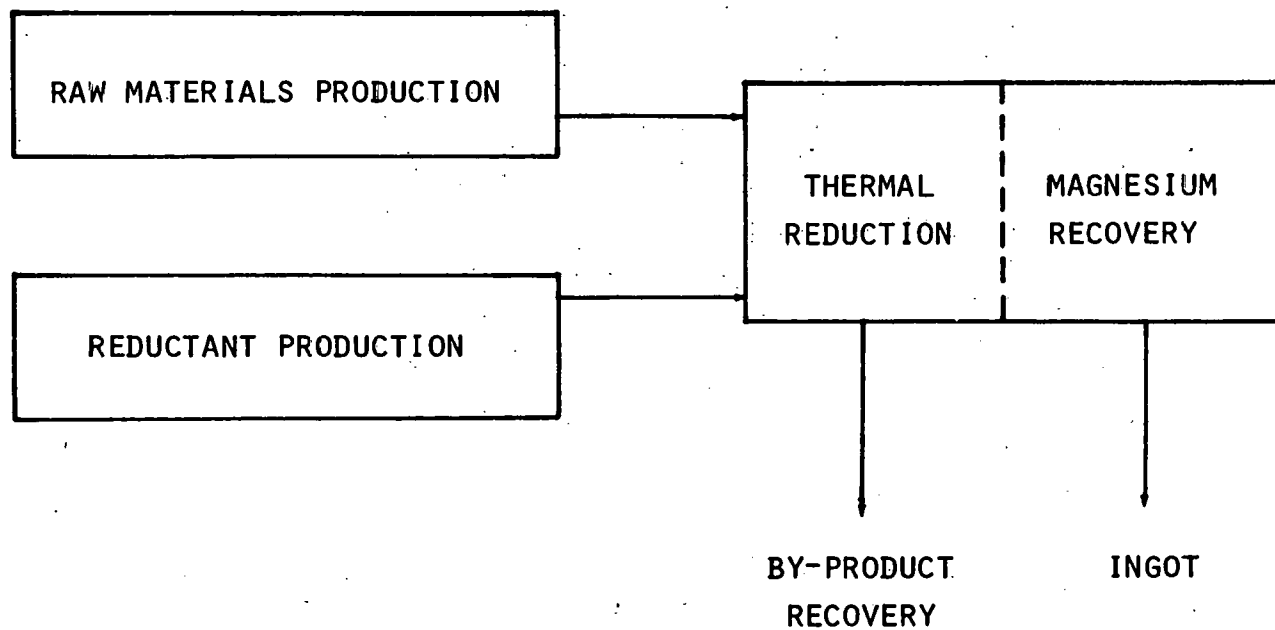 RAW MATERIALS PRODUCTION
REDUCTANT PRODUCTION
THERMAL
REDUCTION
MAGNESIUM
RECOVERY
BY-PRODUCT
RECOVERY
INGOT